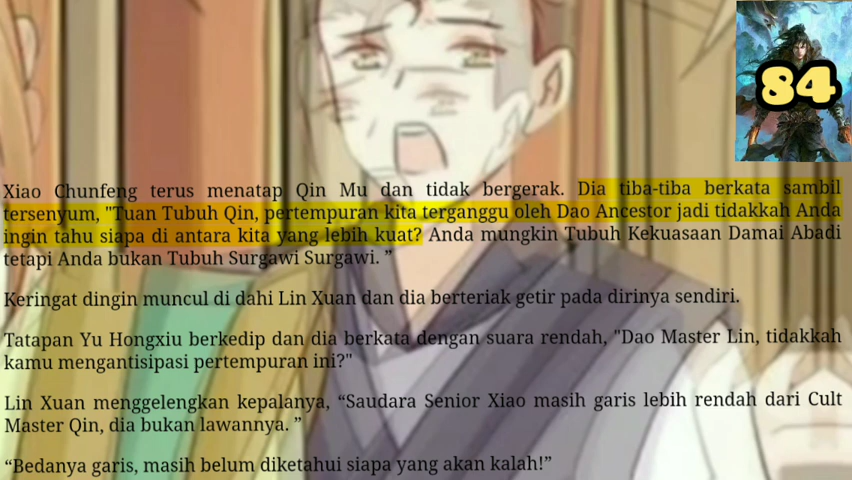 84
Xiao Chunfeng terus menatap Qin Mu dan tidak bergerak. Dia tiba-tiba berkata sambil
tersenyum, "Tuan Tubuh Qin, pertempuran kita terganggu oleh Dao Ancestor jadi tidakkah Anda
ingin tahu siapa di antara kita yang lebih kuat? Anda mungkin Tubuh Kekuasaan Damai Abadi
tetapi Anda bukan Tubuh Surgawi Surgawi. ”
Keringat dingin muncul di dahi Lin Xuan dan dia berteriak getir pada dirinya sendiri.
Tatapan Yu Hongxiu berkedip dan dia berkata dengan suara rendah, "Dao Master Lin, tidakkah
kamu mengantisipasi pertempuran ini?"
Lin Xuan menggelengkan kepalanya, “Saudara Senior Xiao masih garis lebih rendah dari Cult
Master Qin, dia bukan lawannya. ”
“Bedanya garis, masih belum diketahui siapa yang akan kalah!”